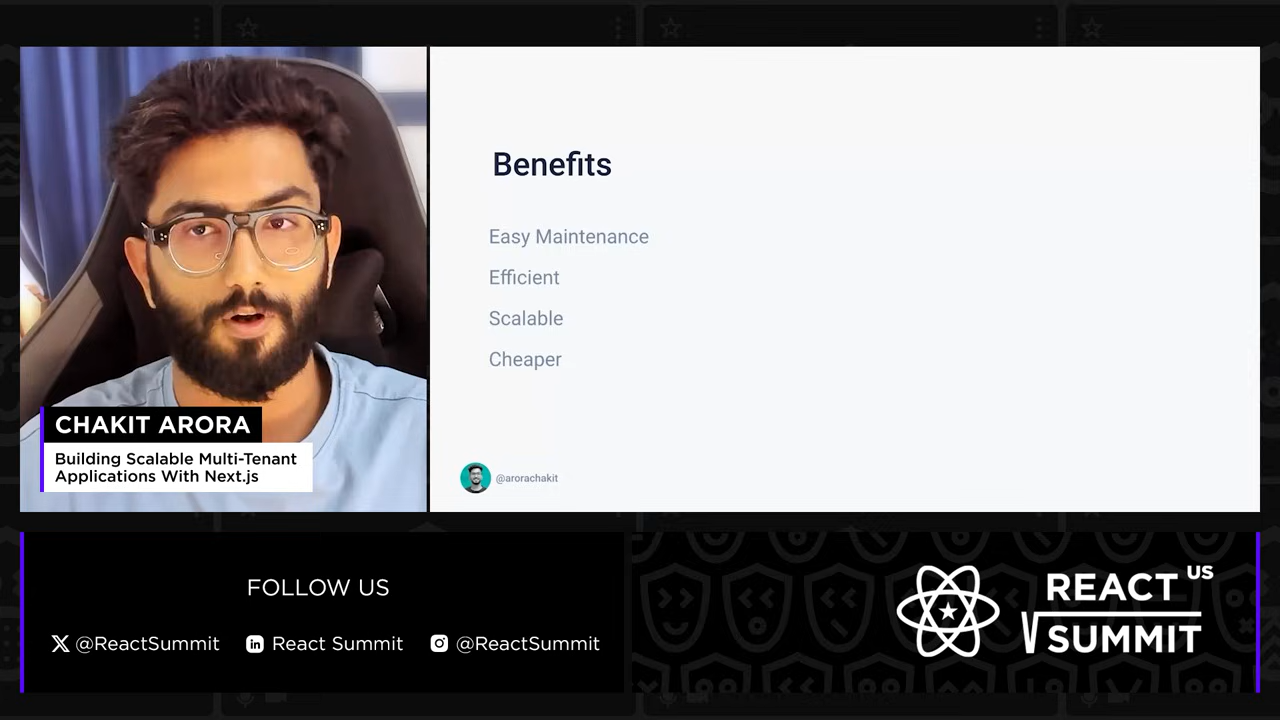 Benefits
Easy Maintenance
Efficient
Scalable
Cheaper
@arorachakit
CHAKIT ARORA
Building Scalable Multi-Tenant
Applications With Next.js
FOLLOW US
@ReactSummit
React Summit
@ReactSummit
REACT US
SUMMIT